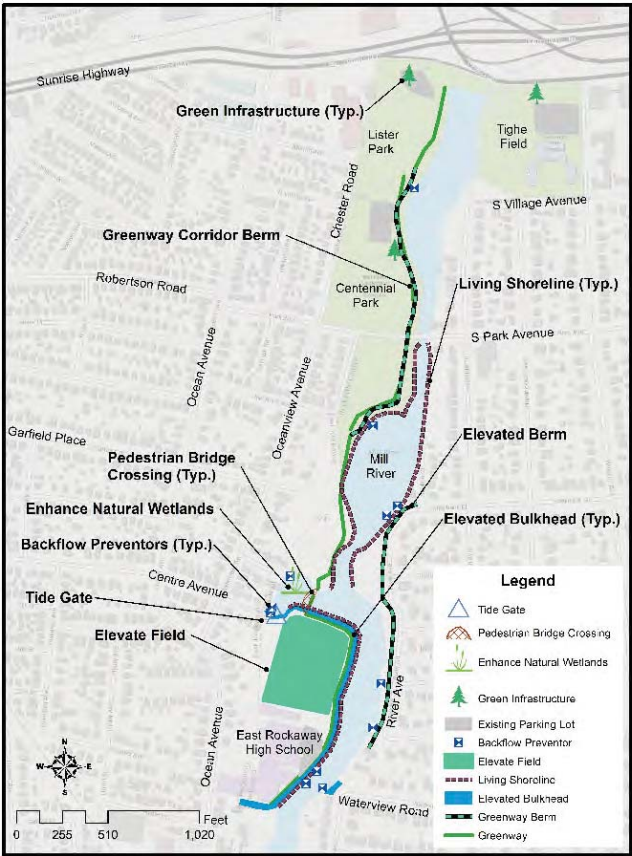 Sunrise Highway
Green Infrastructure (Typ.)
Lister
Park
Tighe
Field
Chester Road
S Village Avenue
Greenway Corridor Berm
Robertson Road
Centennial
Park
Living Shoreline (Typ.)
S Park Avenue
Ocean Avenue
Oceanview Avenue
Garfield Place
Pedestrian Bridge
Crossing (Typ.)
Mill
River
Elevated Berm
Enhance Natural Wetlands
Elevated Bulkhead (Typ.)
Backflow Preventors (Typ.)
Centre Avenue
Tide Gate
Elevate Field
River Ave
East Rockaway
High School
Ocean Avenue
Waterview Road
N
W
E
S
Feet
0
255
510
1,020
Legend
Tide Gate
Pedestrian Bridge Crossing
Enhance Natural Wetlands
Green Infrastructure
Existing Parking Lot
Backflow Preventor
Elevate Field
Living Shoreline
Elevated Bulkhead
Greenway Berm
Greenway